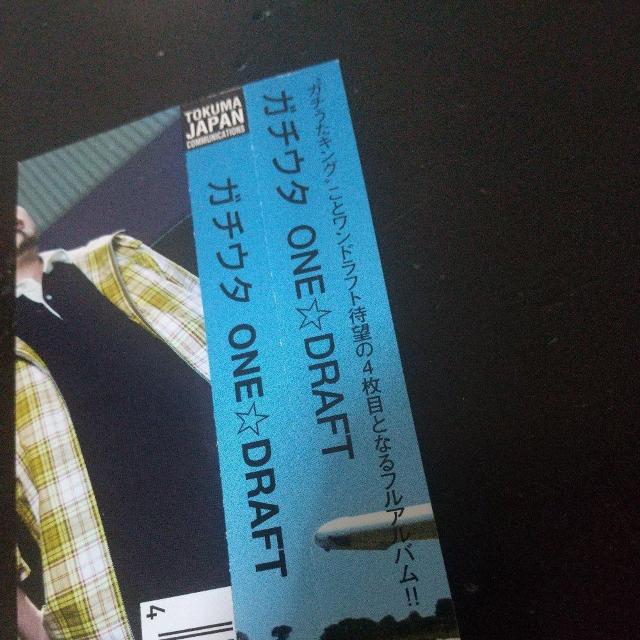 TOKUMA
JAPAN
COMMUNICATIONS
"ガチうたキング"ことワンドラフト待望の4枚目となるフルアルバム!!
ガチウタ ONE☆DRAFT
ガチウタ ONE☆DRAFT
4